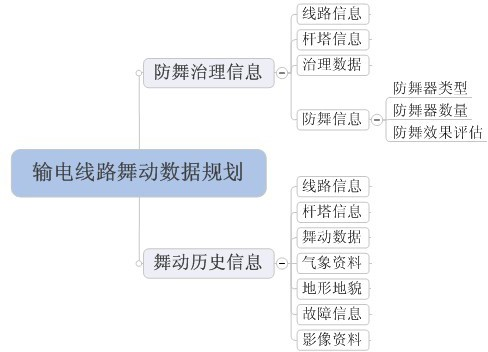 输电线路舞动数据规划
防舞治理信息
线路信息
杆塔信息
治理数据
防舞信息
防舞器类型
防舞器数量
防舞效果评估
舞动历史信息
线路信息
杆塔信息
舞动数据
气象资料
地形地貌
故障信息
影像资料